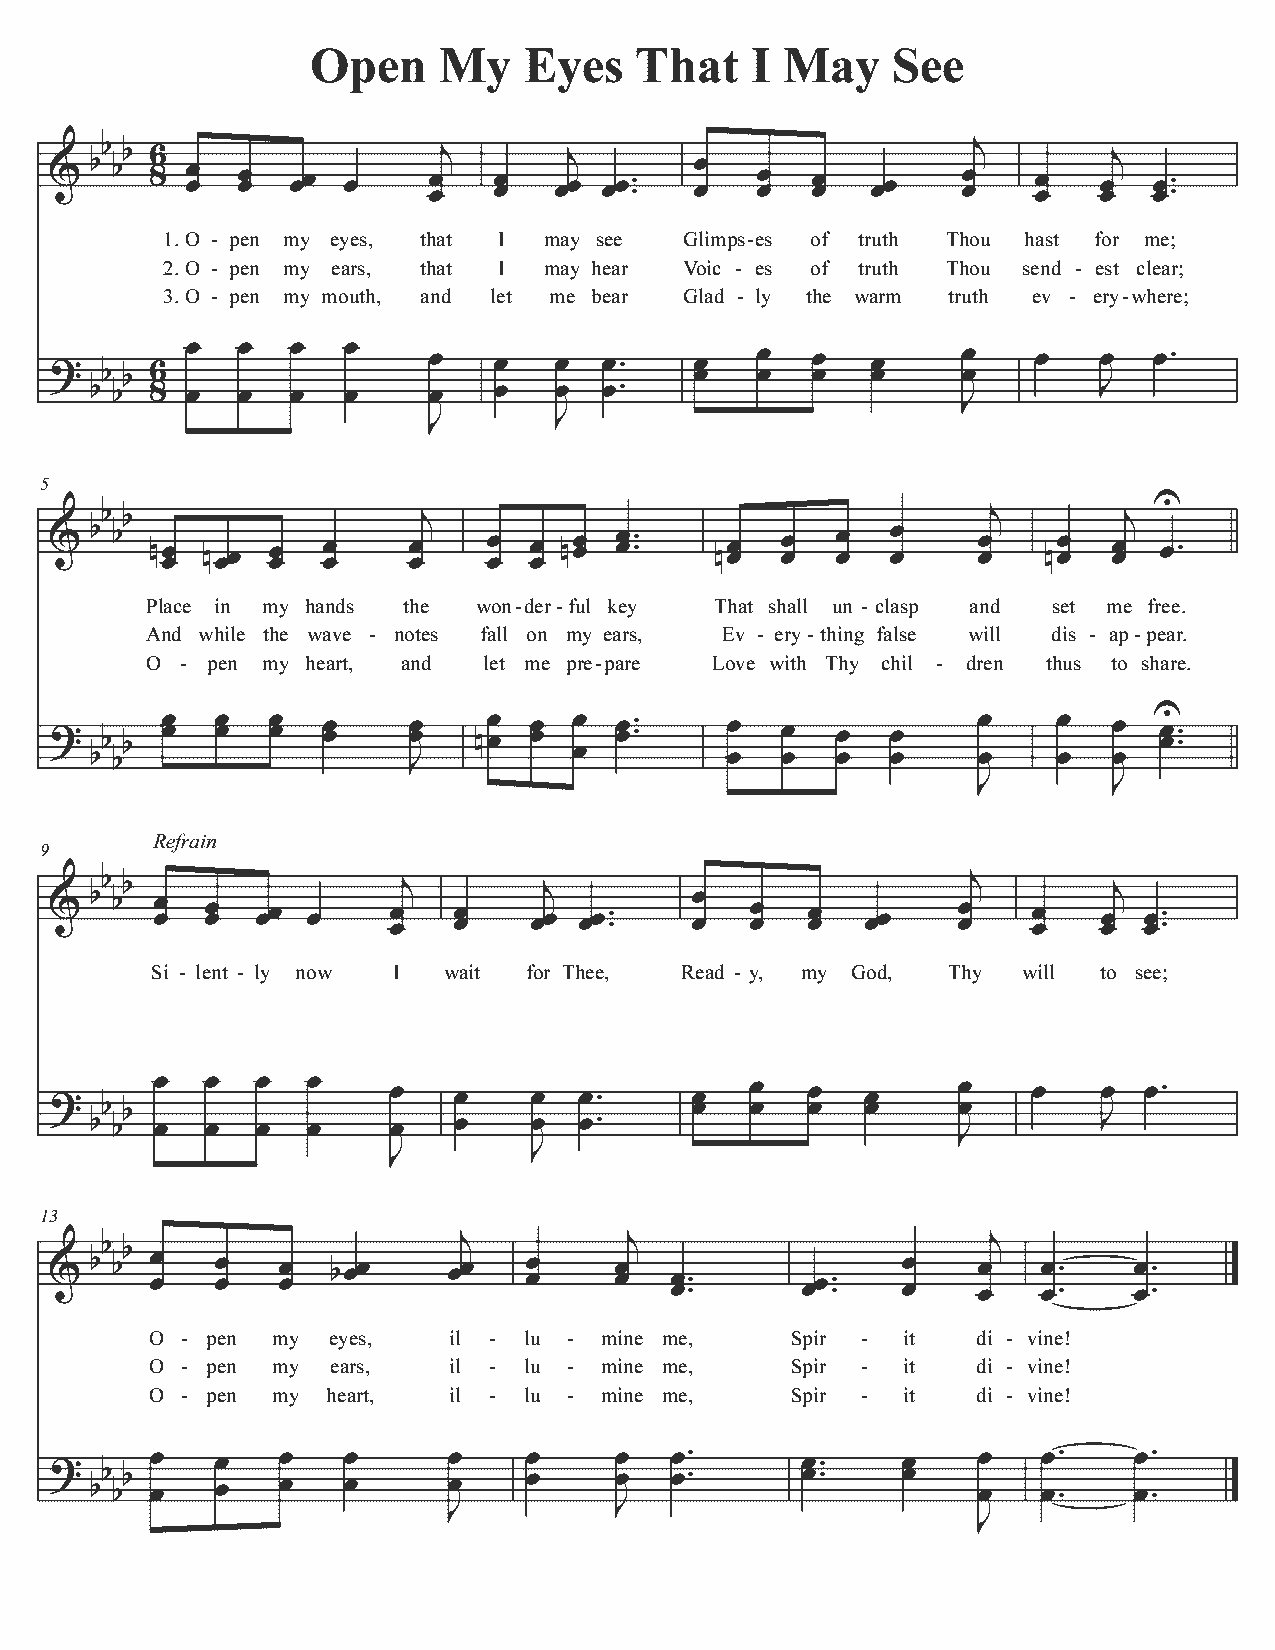 Open My Eyes That I May See
1. O - pen my eyes, that I may see Glimps-es of truth Thou hast for me;
2. O - pen my ears, that I may hear Voic - es of truth Thou send - est clear;
3. O - pen my mouth, and let me bear Glad - ly the warm truth ev - ery-where;
5
Place in my hands the won-der-ful key That shall un-clasp and set me free.
And while the wave - notes fall on my ears, Ev - ery-thing false will dis - ap-pear.
O - pen my heart, and let me pre-pare Love with Thy chil - dren thus to share.
Refrain
9
Si - lent - ly now I wait for Thee, Read - y, my God, Thy will to see;
13
O - pen my eyes, il - lu - mine me, Spir - it di - vine!
O - pen my ears, il - lu - mine me, Spir - it di - vine!
O - pen my heart, il - lu - mine me, Spir - it di - vine!